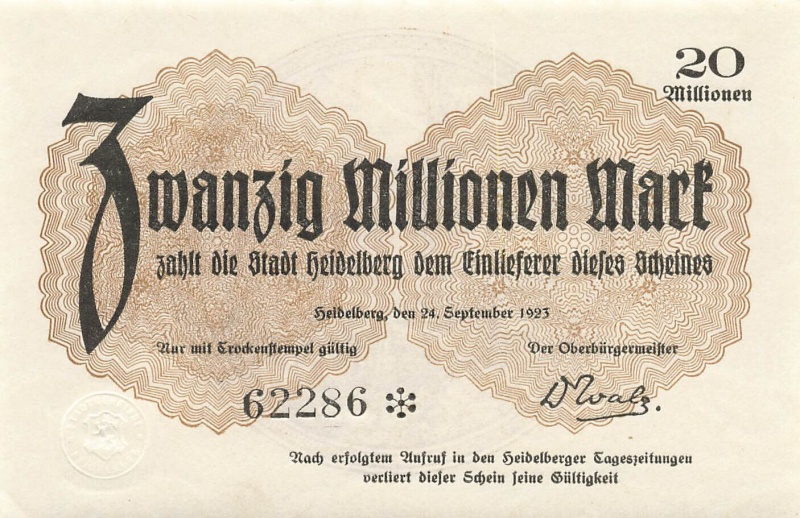 20
Millionen
Zwanzig Millionen Mark
zahlt die Stadt Heidelberg dem Einlieferer dieses Scheines
Heidelberg, den 24. September 1923
Nur mit Trockenstempel gültig
Der Oberbürgermeister
62286 *
D Walz.
Nach erfolgtem Aufruf in den Heidelberger Tageszeitungen
verliert dieser Schein seine Gültigkeit